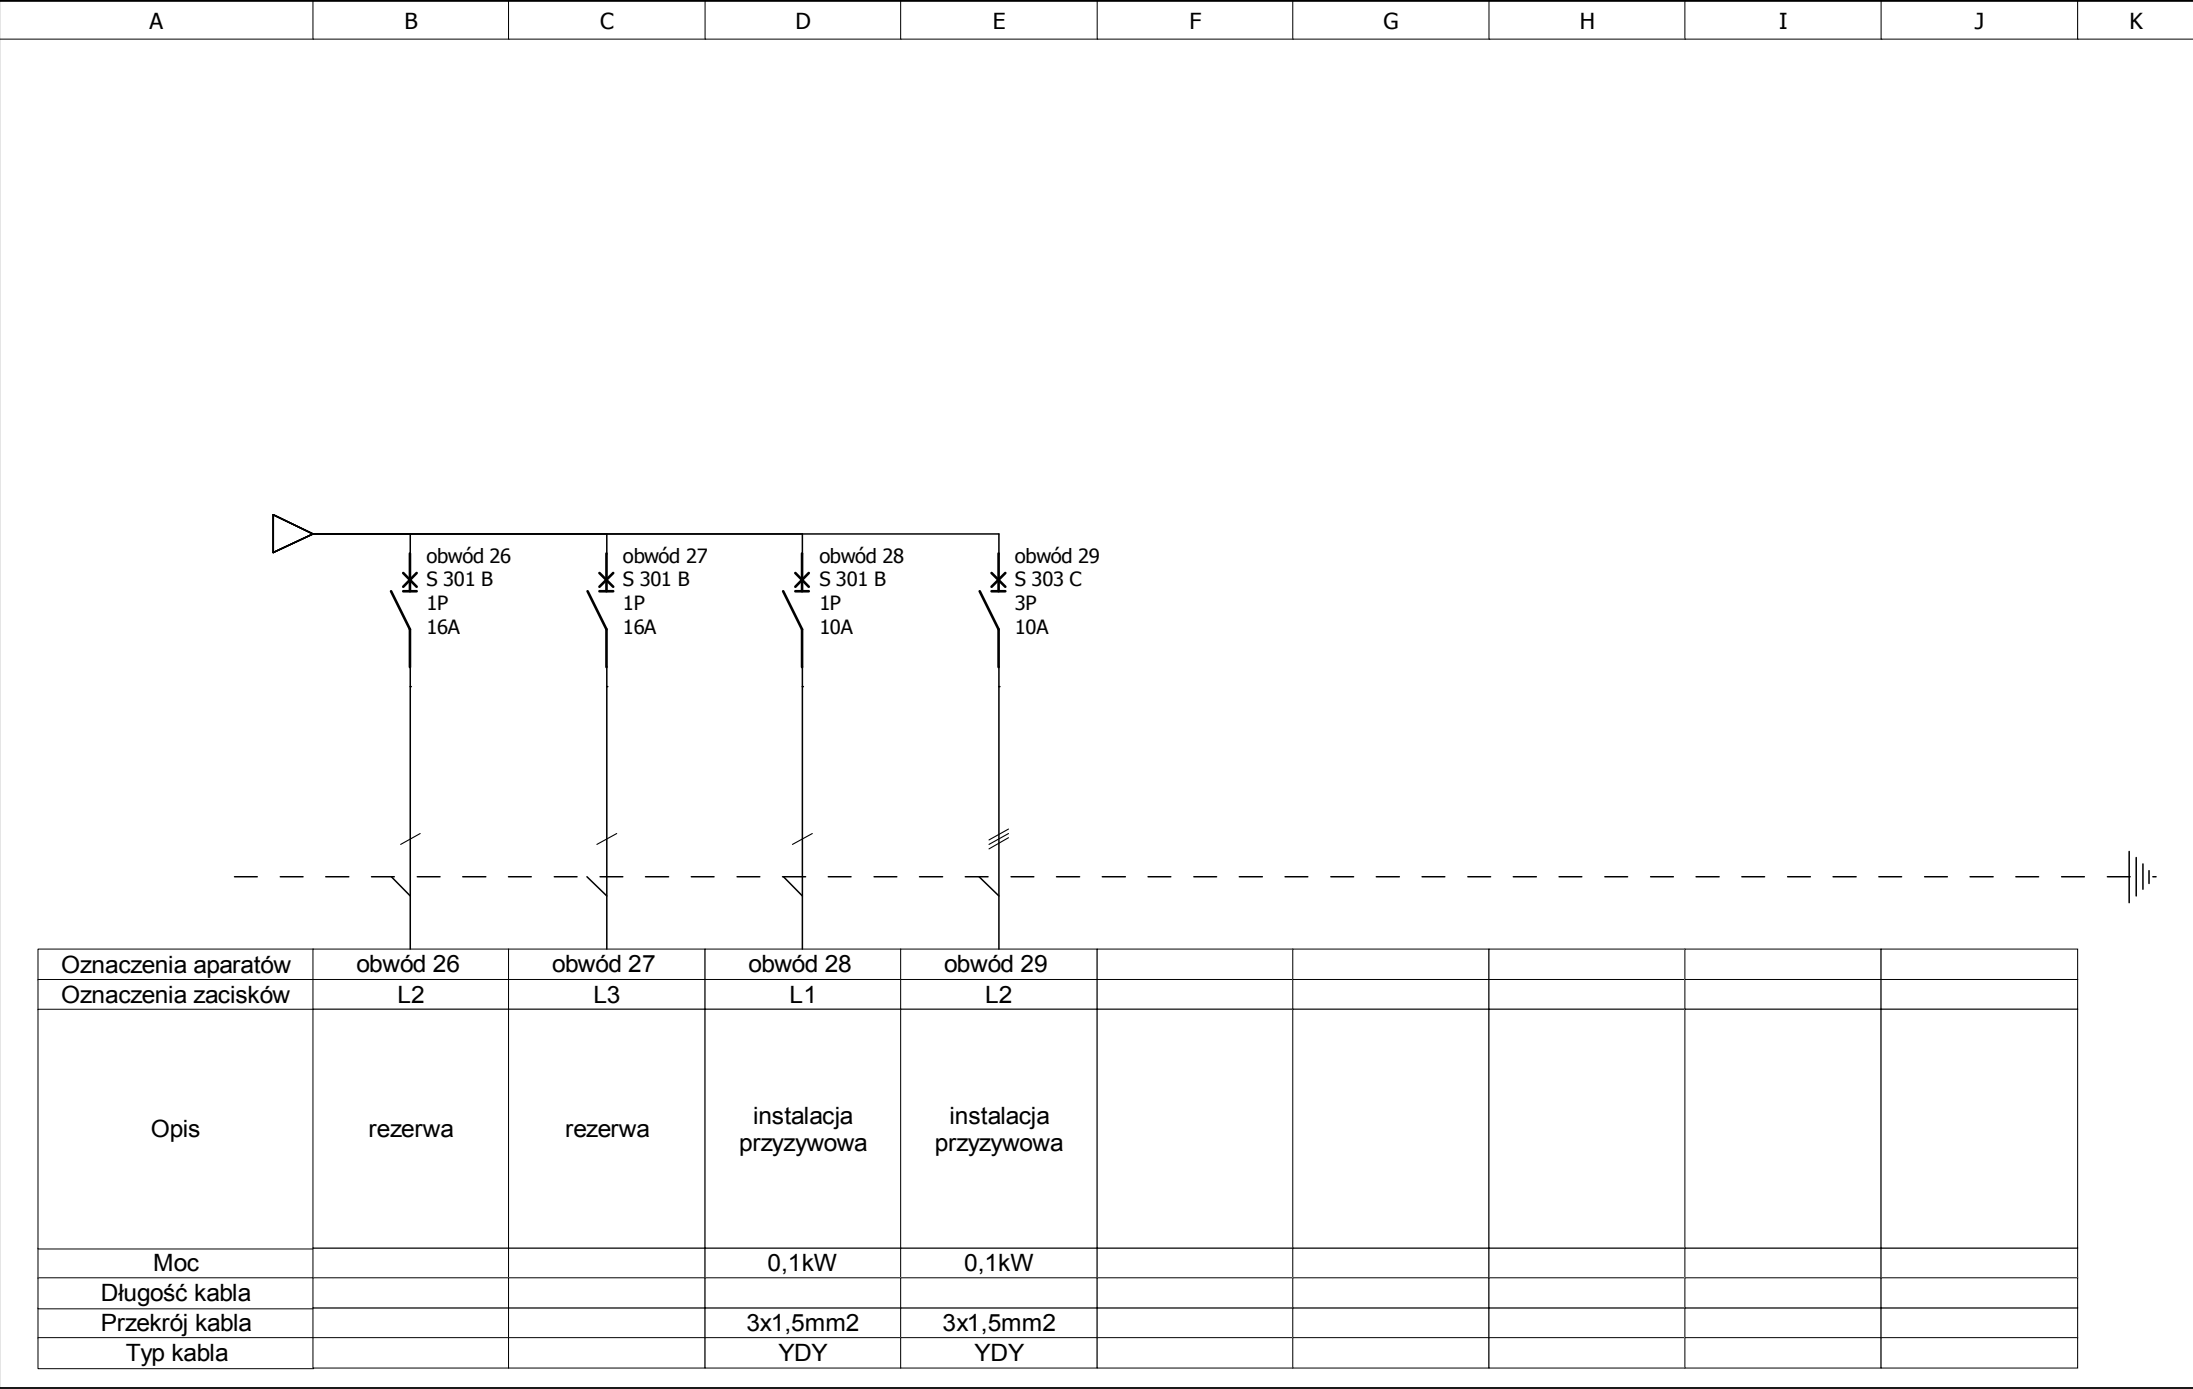 A B C D E F G H I J K
obwód 26 obwód 27 obwód 28 obwód 29
S 301 B S 301 B S 301 B S 303 C
1P 1P 1P 3P
16A 16A 10A 10A
Oznaczenia aparatów obwód 26 obwód 27 obwód 28 obwód 29
Oznaczenia zacisków L2 L3 L1 L2
Opis rezerwa rezerwa instalacja przyzywowa instalacja przyzywowa
Moc 0,1kW 0,1kW
Długość kabla
Przekrój kabla 3x1,5mm2 3x1,5mm2
Typ kabla YDY YDY